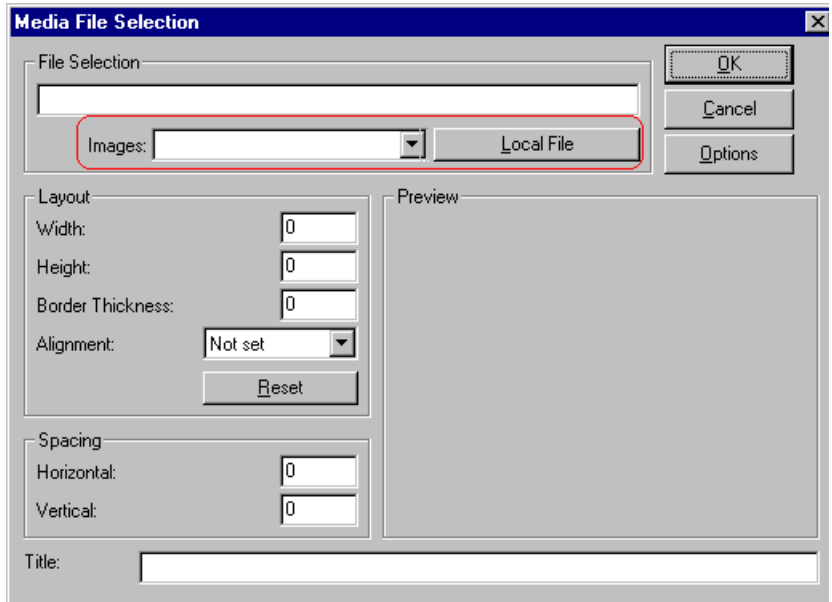 Media File Selection
File Selection
OK
Cancel
Images:
Local File
Options
Layout
Width: 0
Height: 0
Border Thickness: 0
Alignment: Not set
Reset
Preview
Spacing
Horizontal: 0
Vertical: 0
Title: